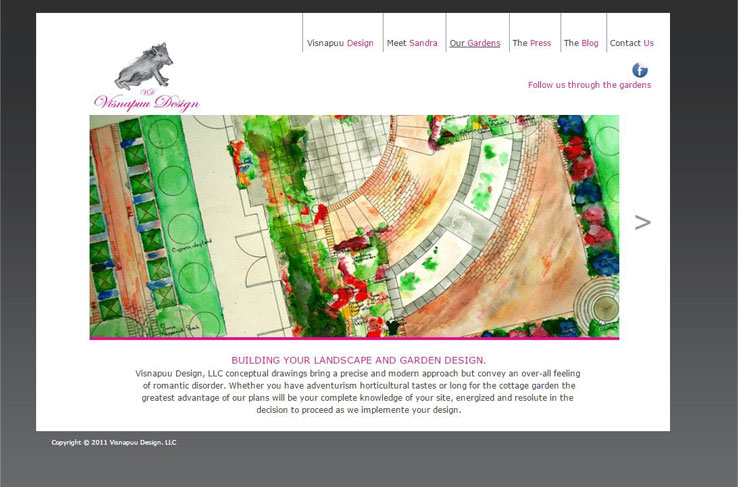 Visnapuu Design
Meet Sandra
Our Gardens
The Press
The Blog
Contact Us
f
Follow us through the gardens
VD
Visnapuu Design
>
BUILDING YOUR LANDSCAPE AND GARDEN DESIGN.
Visnapuu Design, LLC conceptual drawings bring a precise and modern approach but convey an over-all feeling
of romantic disorder. Whether you have adventurism horticultural tastes or long for the cottage garden the
greatest advantage of our plans will be your complete knowledge of your site, energized and resolute in the
decision to proceed as we implemente your design.
Copyright © 2011 Visnapuu Design. LLC